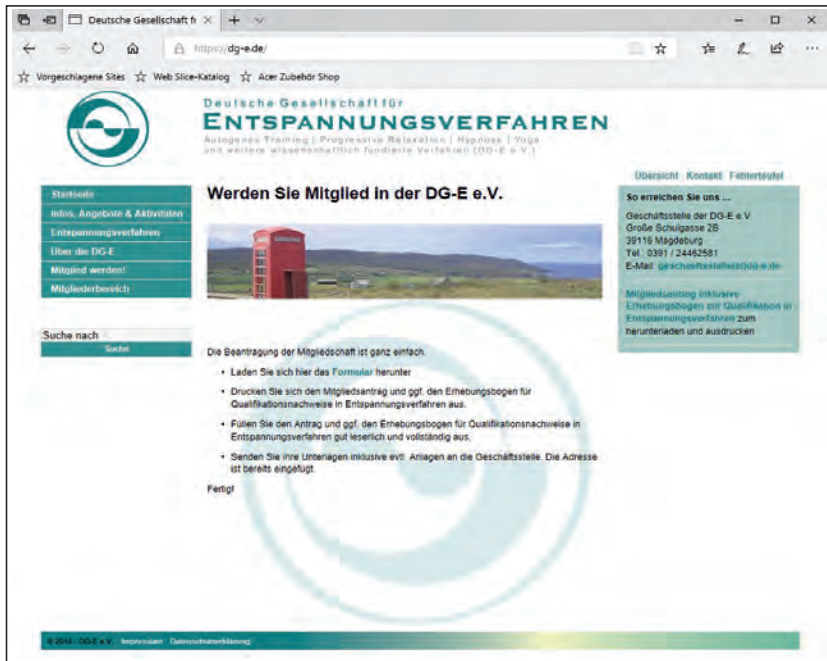 Deutsche Gesellschaft fü
https://dg-e.de/
Vorgeschlagene Sites Web Slice-Katalog Acer Zubehör Shop
Deutsche Gesellschaft für
ENTSPANNUNGSVERFAHREN
Autogenes Training | Progressive Relaxation | Hypnose | Yoga
und weitere wissenschaftlich fundierte Verfahren (DG-E e.V.)
Übersicht Kontakt Fehlerteufel
Startseite
Infos, Angebote & Aktivitäten
Entspannungsverfahren
Über die DG-E
Mitglied werden!
Mitgliederbereich
Suche nach
Suche
Werden Sie Mitglied in der DG-E e.V.
Die Beantragung der Mitgliedschaft ist ganz einfach.
• Laden Sie sich hier das Formular herunter
• Drucken Sie sich den Mitgliedsantrag und ggf. den Erhebungsbogen für
Qualifikationsnachweise in Entspannungsverfahren aus.
• Füllen Sie den Antrag und ggf. den Erhebungsbogen für Qualifikationsnachweise in
Entspannungsverfahren gut leserlich und vollständig aus.
• Senden Sie ihre Unterlagen inklusive evtl. Anlagen an die Geschäftsstelle. Die Adresse
ist bereits eingefügt.
Fertig!
So erreichen Sie uns ...
Geschäftsstelle der DG-E e.V.
Große Schulgasse 2B
39116 Magdeburg
Tel.: 0391 / 24462581
E-Mail:
Mitgliedsantrag inklusive
Erhebungsbogen zur Qualifikation in
Entspannungsverfahren zum
herunterladen und ausdrucken
DG-E e.V. Impressum Datenschutzerklärung